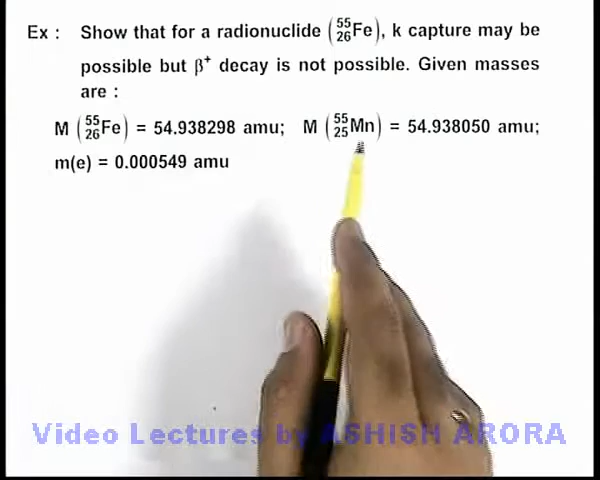 Ex : Show that for a radionuclide (⁵⁵₂₆Fe), k capture may be
possible but β⁺ decay is not possible. Given masses
are :
M (⁵⁵₂₆Fe) = 54.938298 amu; M (⁵⁵₂₅Mn) = 54.938050 amu;
m(e) = 0.000549 amu
Video Lectures by ASHISH ARORA